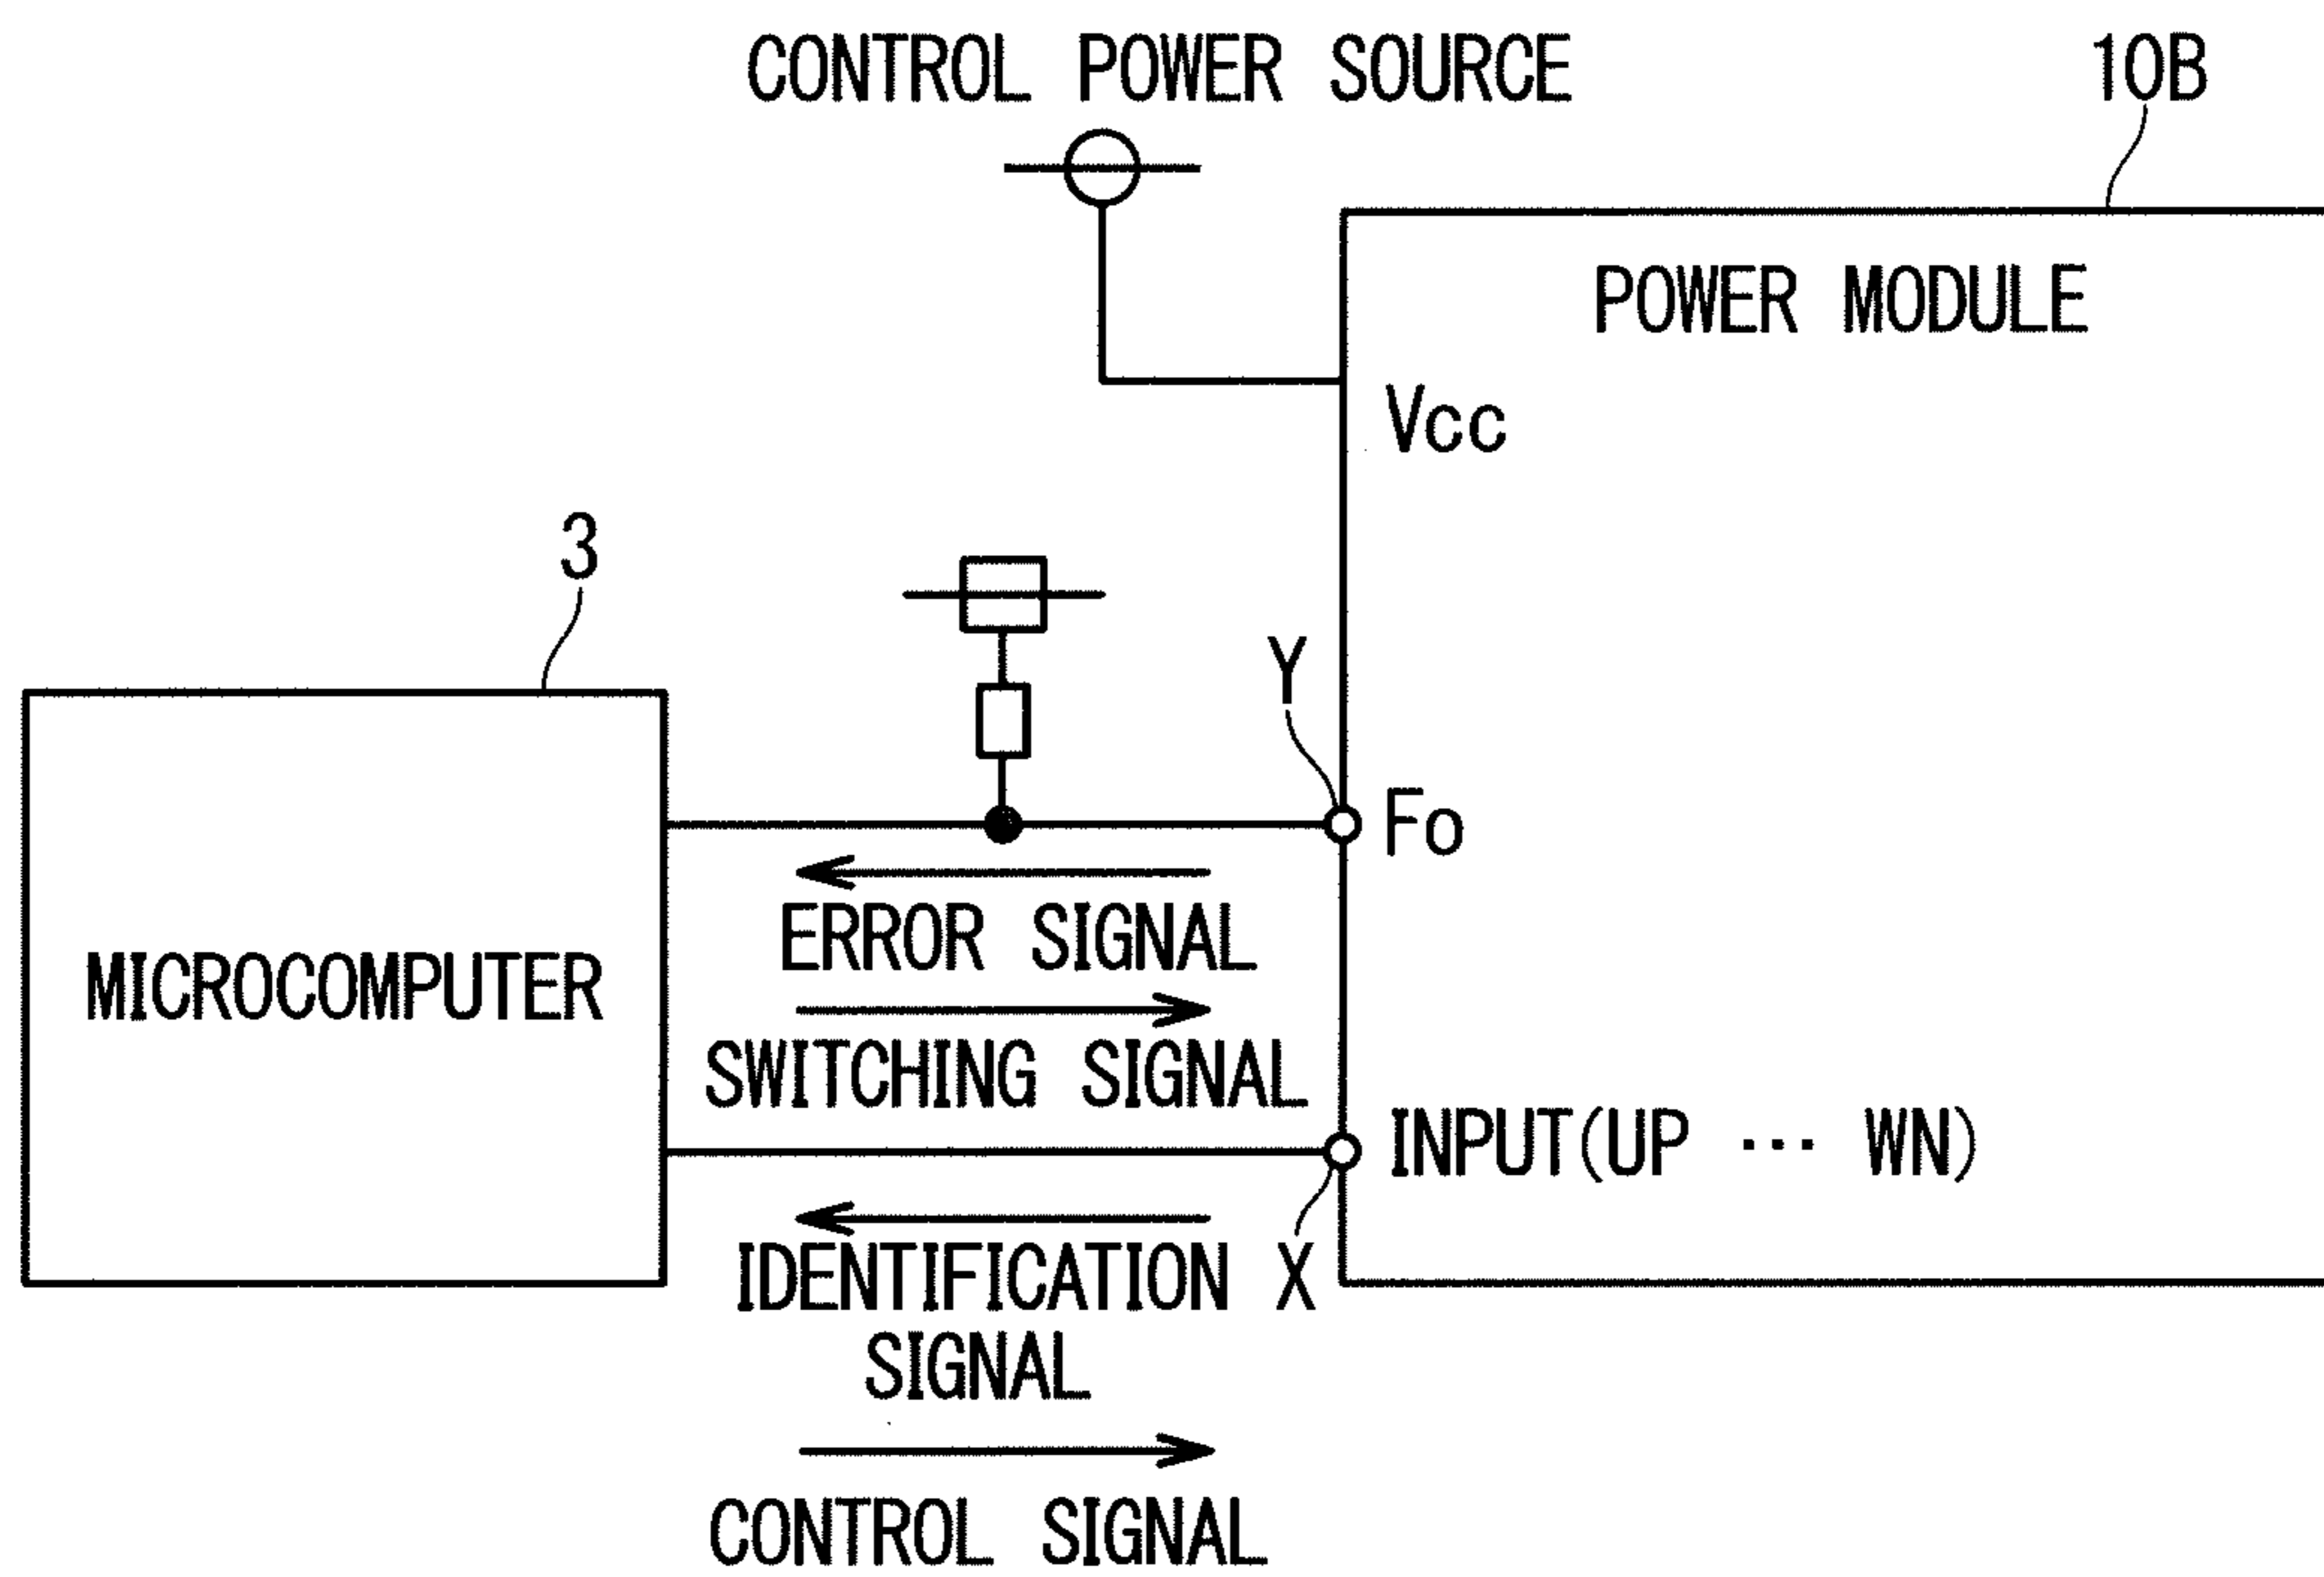 CONTROL POWER SOURCE
10B
POWER MODULE
Vcc
3
Y
Fo
ERROR SIGNAL
MICROCOMPUTER
SWITCHING SIGNAL
INPUT(UP ··· WN)
IDENTIFICATION
SIGNAL
X
CONTROL SIGNAL